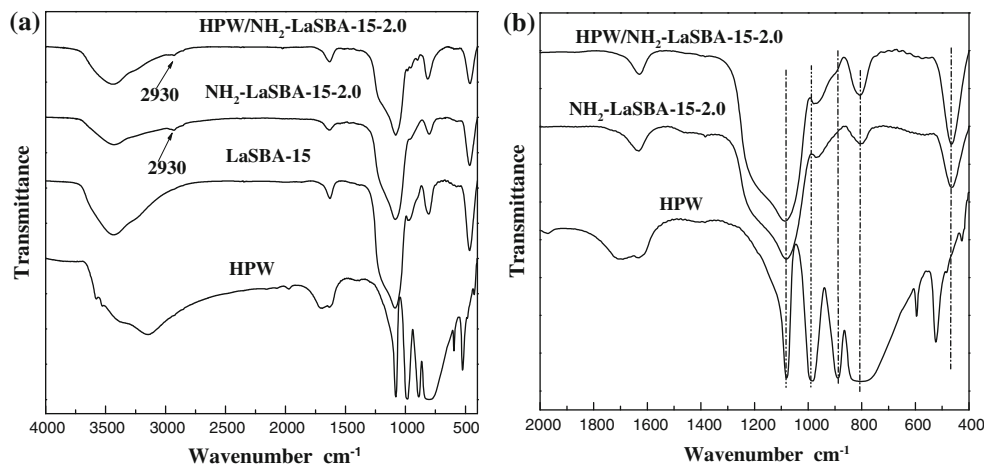 (a)
HPW/NH2-LaSBA-15-2.0
2930
NH2-LaSBA-15-2.0
2930
LaSBA-15
HPW
Transmittance
4000 3500 3000 2500 2000 1500 1000 500
Wavenumber cm-1
(b)
HPW/NH2-LaSBA-15-2.0
NH2-LaSBA-15-2.0
HPW
Transmittance
2000 1800 1600 1400 1200 1000 800 600 400
Wavenumber cm-1